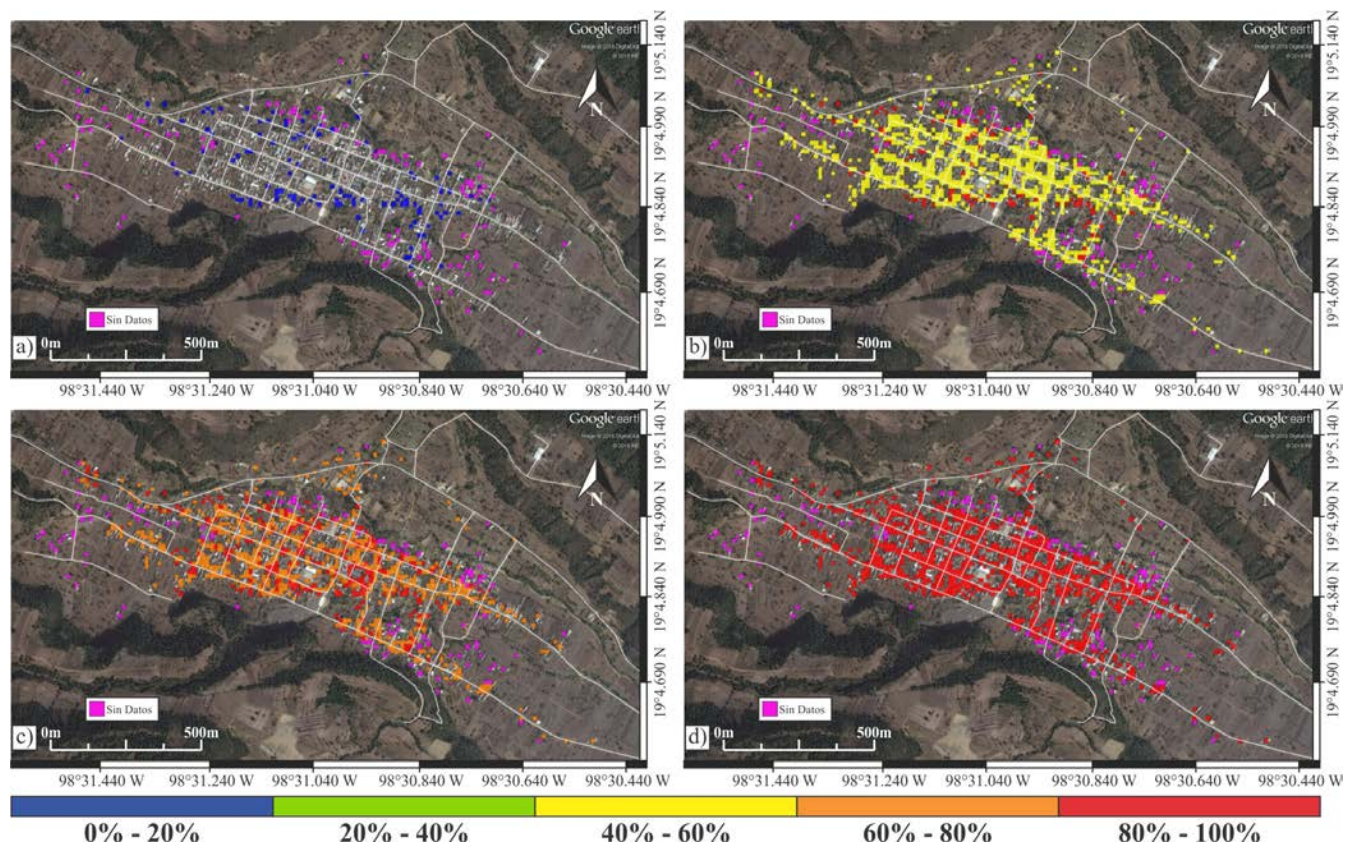 Google eart
Image © 2016 DigitalGl
19°5.140 N
N
19°4.990 N
19°4.840 N
19°4.690 N
Sin Datos
a)
0m 500m
98°31.440 W 98°31.240 W 98°31.040 W 98°30.840 W 98°30.640 W 98°30.440 W
Google eart
19°5.140 N
N
19°4.990 N
19°4.840 N
19°4.690 N
Sin Datos
b)
0m 500m
98°31.440 W 98°31.240 W 98°31.040 W 98°30.840 W 98°30.640 W 98°30.440 W
Google eart
19°5.140 N
N
19°4.990 N
19°4.840 N
19°4.690 N
Sin Datos
c)
0m 500m
98°31.440 W 98°31.240 W 98°31.040 W 98°30.840 W 98°30.640 W 98°30.440 W
Google eart
19°5.140 N
N
19°4.990 N
19°4.840 N
19°4.690 N
Sin Datos
d)
0m 500m
98°31.440 W 98°31.240 W 98°31.040 W 98°30.840 W 98°30.640 W 98°30.440 W
0% - 20% 20% - 40% 40% - 60% 60% - 80% 80% - 100%